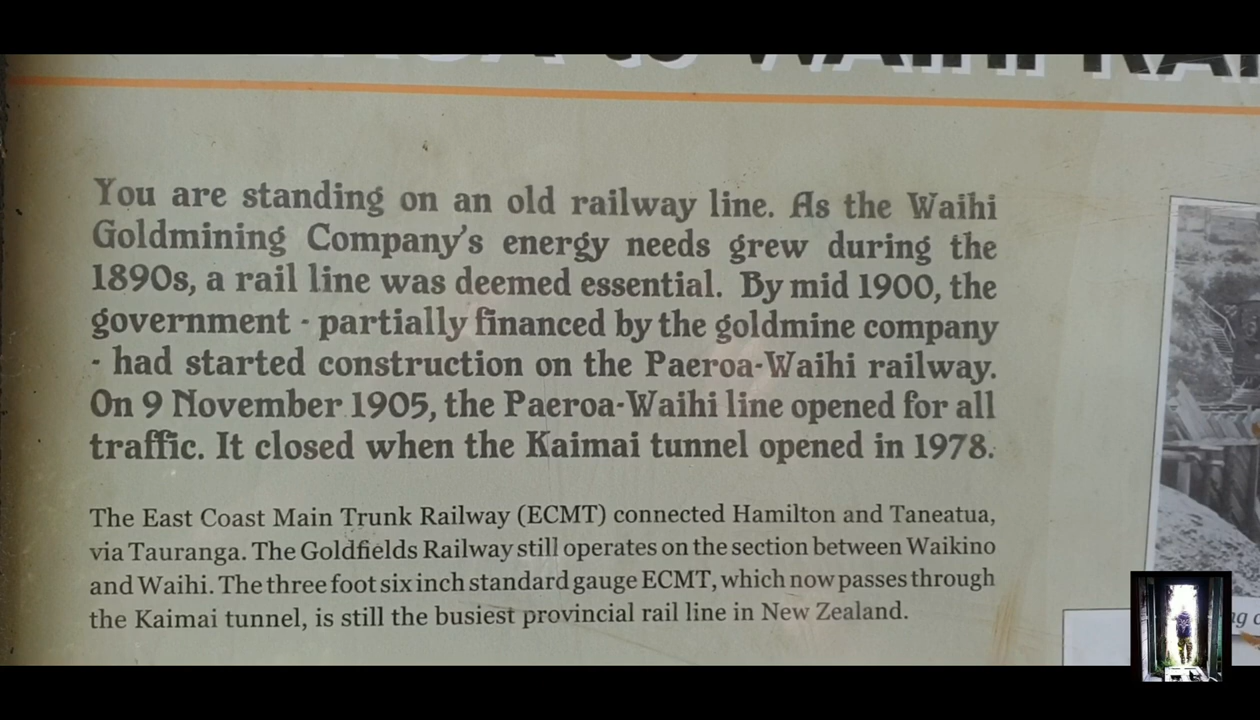 to WAIHI RAI
You are standing on an old railway line. As the Waihi
Goldmining Company's energy needs grew during the
1890s, a rail line was deemed essential. By mid 1900, the
government - partially financed by the goldmine company
- had started construction on the Paeroa-Waihi railway.
On 9 November 1905, the Paeroa-Waihi line opened for all
traffic. It closed when the Kaimai tunnel opened in 1978.
The East Coast Main Trunk Railway (ECMT) connected Hamilton and Taneatua,
via Tauranga. The Goldfields Railway still operates on the section between Waikino
and Waihi. The three foot six inch standard gauge ECMT, which now passes through
the Kaimai tunnel, is still the busiest provincial rail line in New Zealand.